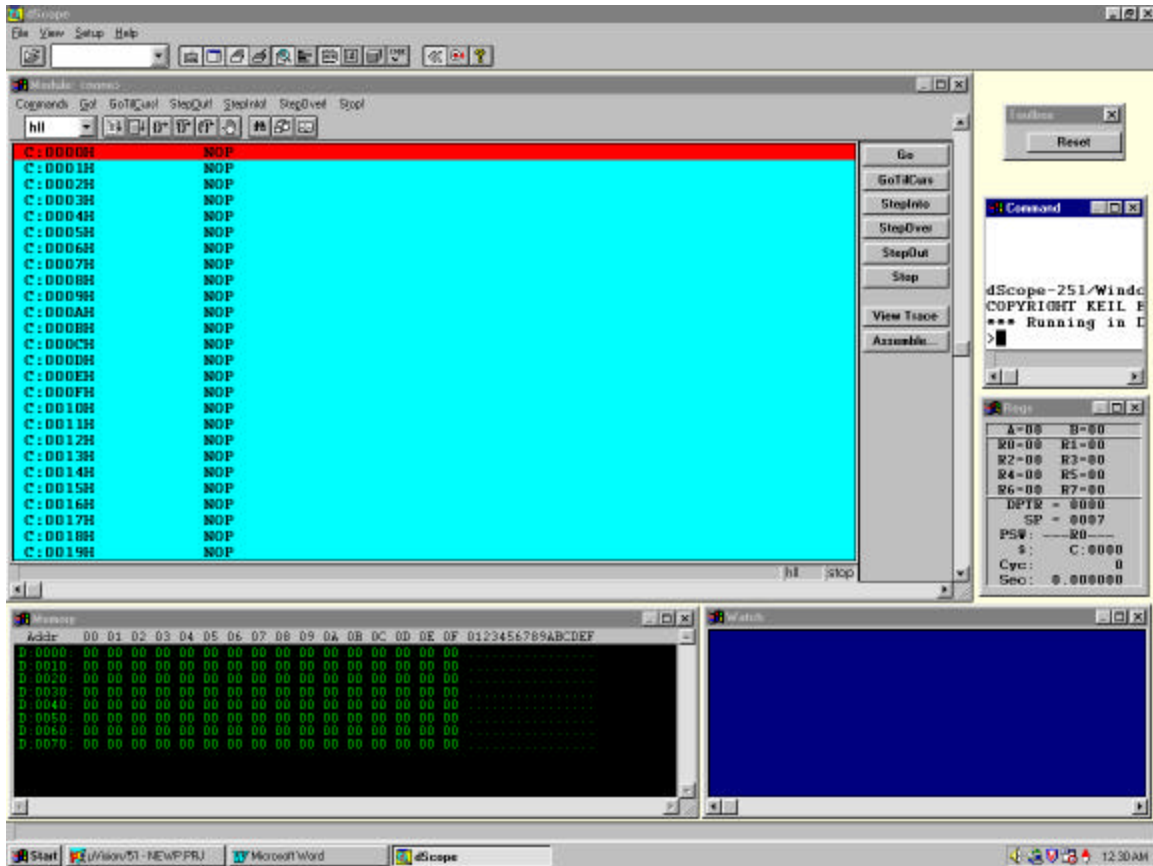 dScope
File View Setup Help
Module: <none>
Commands Go! GoTilCurs! StepOut! StepInto! StepOver! Stop!
hll
C:0000H NOP
C:0001H NOP
C:0002H NOP
C:0003H NOP
C:0004H NOP
C:0005H NOP
C:0006H NOP
C:0007H NOP
C:0008H NOP
C:0009H NOP
C:000AH NOP
C:000BH NOP
C:000CH NOP
C:000DH NOP
C:000EH NOP
C:000FH NOP
C:0010H NOP
C:0011H NOP
C:0012H NOP
C:0013H NOP
C:0014H NOP
C:0015H NOP
C:0016H NOP
C:0017H NOP
C:0018H NOP
C:0019H NOP
hll stop
Go
GoTilCurs
StepInto
StepOver
StepOut
Stop
View Trace
Assemble...
Toolbox
Reset
Command
dScope-251/Windo
COPYRIGHT KEIL E
*** Running in D
>
Regs
A=00 B=00
R0=00 R1=00
R2=00 R3=00
R4=00 R5=00
R6=00 R7=00
DPTR = 0000
SP = 0007
PSW: ---R0---
$: C:0000
Cyc: 0
Sec: 0.000000
Memory
Addr 00 01 02 03 04 05 06 07 08 09 0A 0B 0C 0D 0E 0F 0123456789ABCDEF
D:0000: 00 00 00 00 00 00 00 00 00 00 00 00 00 00 00 00 ................
D:0010: 00 00 00 00 00 00 00 00 00 00 00 00 00 00 00 00 ................
D:0020: 00 00 00 00 00 00 00 00 00 00 00 00 00 00 00 00 ................
D:0030: 00 00 00 00 00 00 00 00 00 00 00 00 00 00 00 00 ................
D:0040: 00 00 00 00 00 00 00 00 00 00 00 00 00 00 00 00 ................
D:0050: 00 00 00 00 00 00 00 00 00 00 00 00 00 00 00 00 ................
D:0060: 00 00 00 00 00 00 00 00 00 00 00 00 00 00 00 00 ................
D:0070: 00 00 00 00 00 00 00 00 00 00 00 00 00 00 00 00 ................
Watch
Start µVision/51 - NEWP.PRJ Microsoft Word dScope 12:30 AM